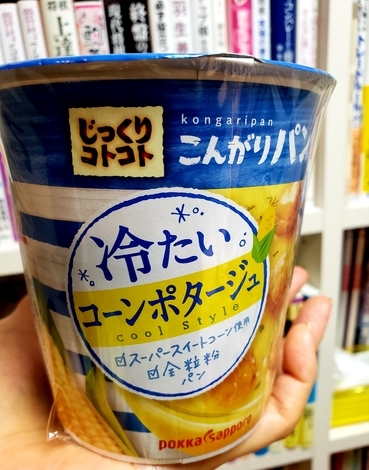 じっくり
コトコト
kongaripan
こんがりパン
冷たい
コーンポタージュ
cool style
☑スーパースイートコーン使用
☑全粒粉
パン
pokka sapporo